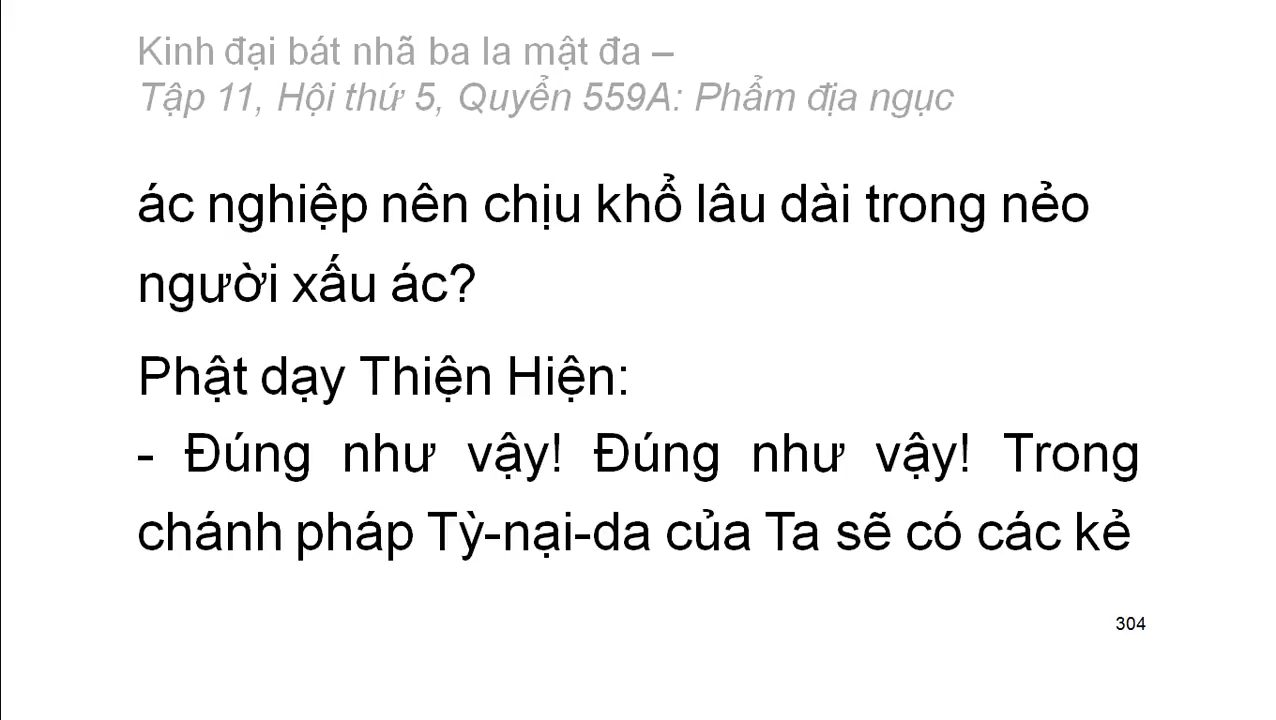 Kinh đại bát nhã ba la mật đa –
Tập 11, Hội thứ 5, Quyển 559A: Phẩm địa ngục
ác nghiệp nên chịu khổ lâu dài trong nẻo
người xấu ác?
Phật dạy Thiện Hiện:
- Đúng như vậy! Đúng như vậy! Trong
chánh pháp Tỳ-nại-da của Ta sẽ có các kẻ
304